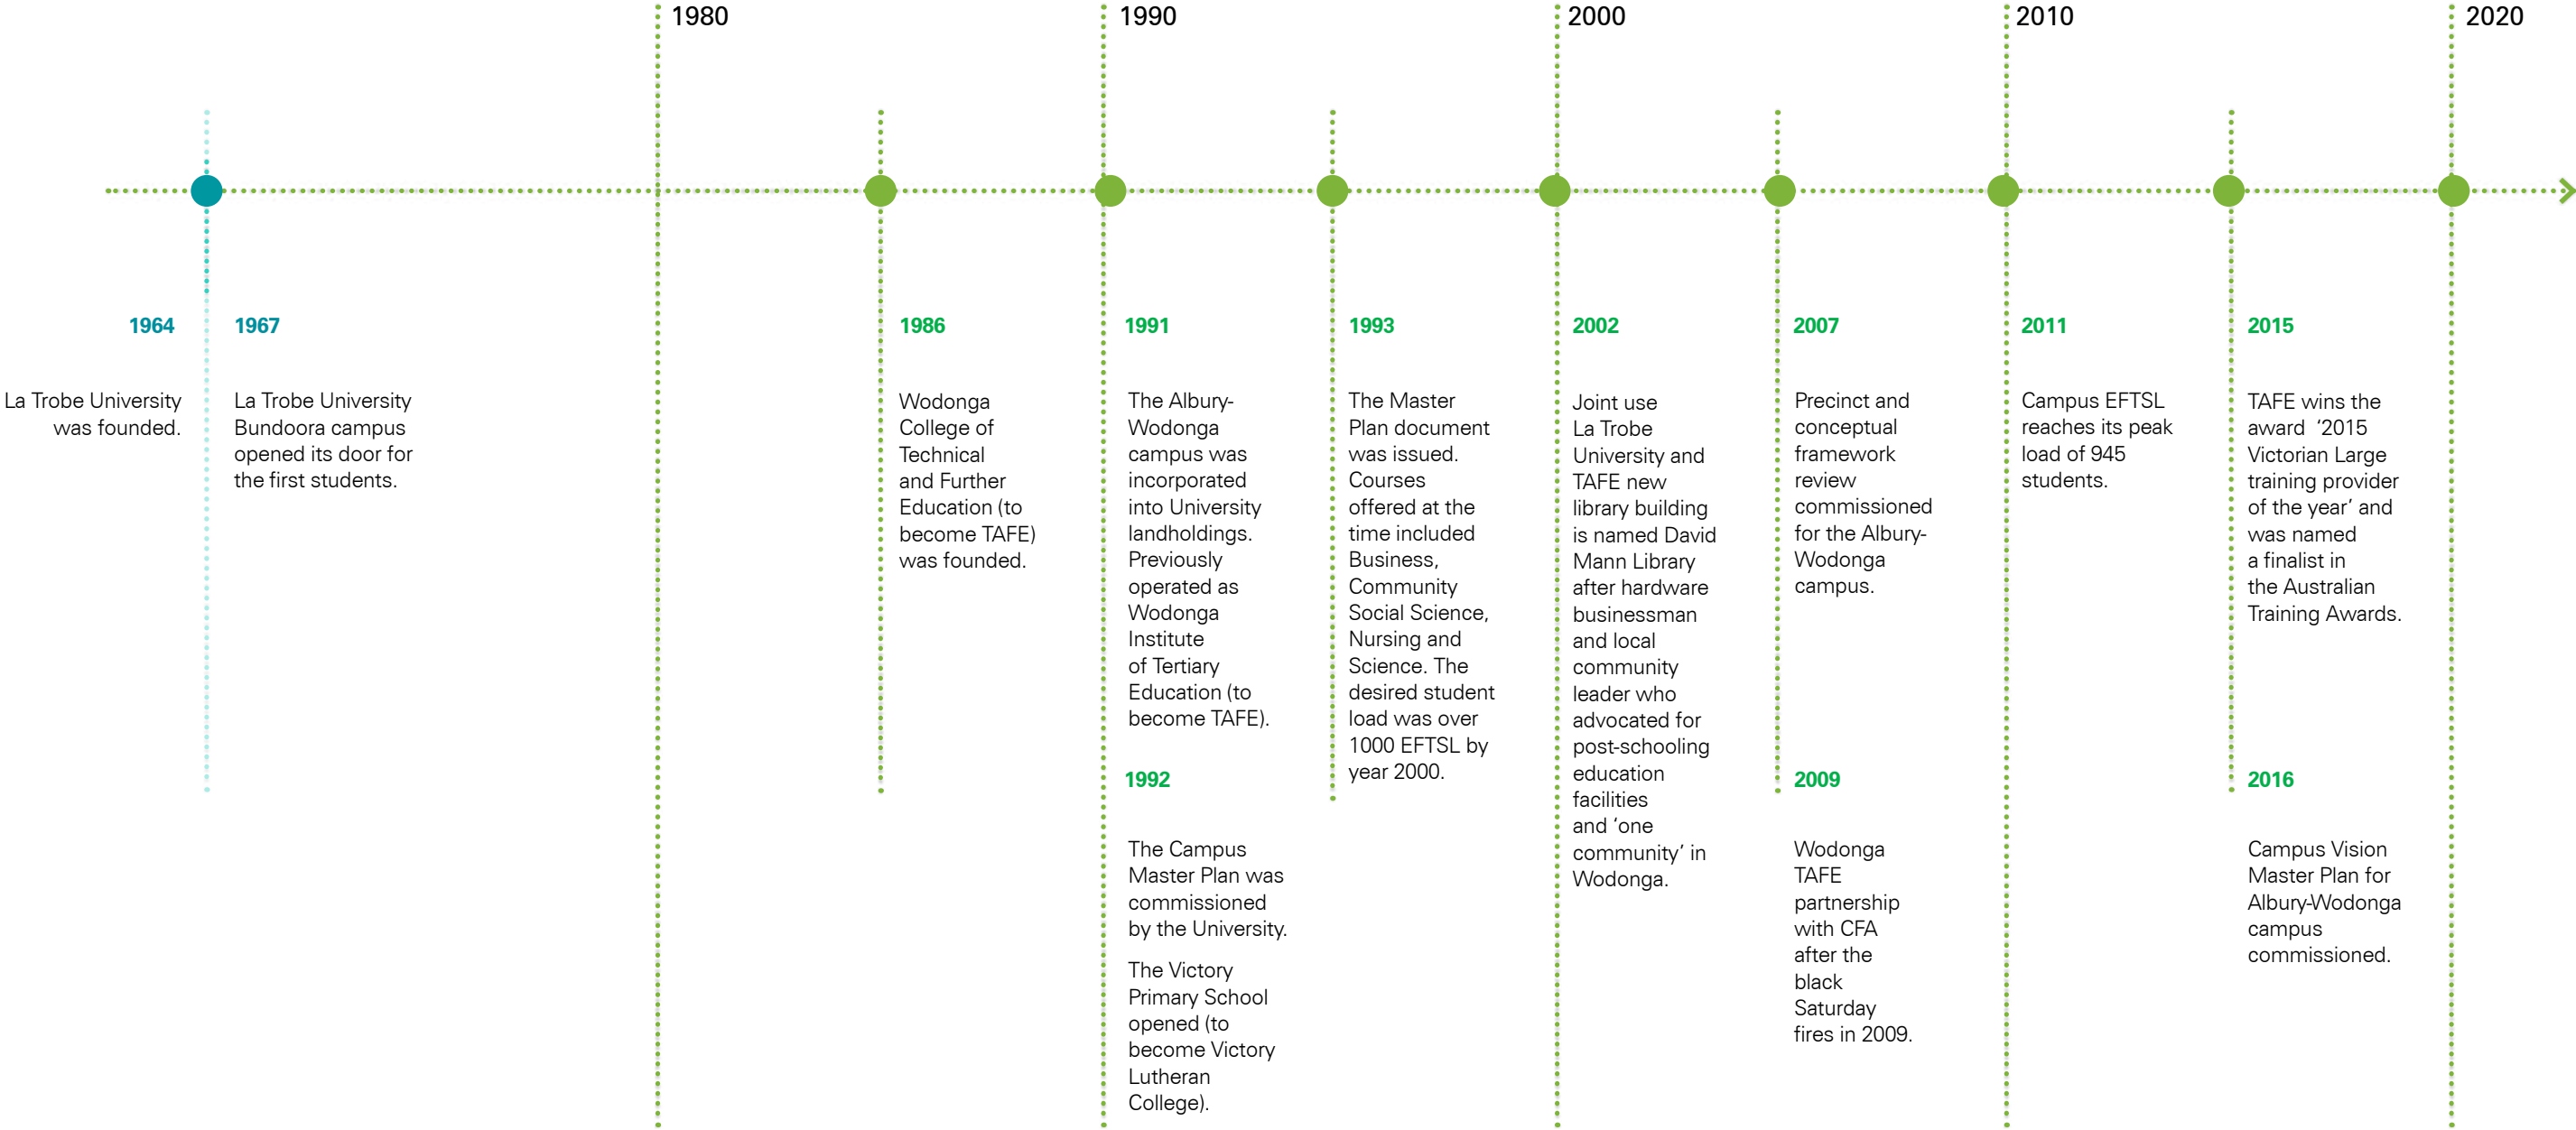 1980
1990
2000
2010
2020
1964
La Trobe University
was founded.
1967
La Trobe University
Bundoora campus
opened its door for
the first students.
1986
Wodonga
College of
Technical
and Further
Education (to
become TAFE)
was founded.
1991
The Albury-
Wodonga
campus was
incorporated
into University
landholdings.
Previously
operated as
Wodonga
Institute
of Tertiary
Education (to
become TAFE).
1992
The Campus
Master Plan was
commissioned
by the University.
The Victory
Primary School
opened (to
become Victory
Lutheran
College).
1993
The Master
Plan document
was issued.
Courses
offered at the
time included
Business,
Community
Social Science,
Nursing and
Science. The
desired student
load was over
1000 EFTSL by
year 2000.
2002
Joint use
La Trobe
University and
TAFE new
library building
is named David
Mann Library
after hardware
businessman
and local
community
leader who
advocated for
post-schooling
education
facilities
and ‘one
community’ in
Wodonga.
2007
Precinct and
conceptual
framework
review
commissioned
for the Albury-
Wodonga
campus.
2009
Wodonga
TAFE
partnership
with CFA
after the
black
Saturday
fires in 2009.
2011
Campus EFTSL
reaches its peak
load of 945
students.
2015
TAFE wins the
award ‘2015
Victorian Large
training provider
of the year’ and
was named
a finalist in
the Australian
Training Awards.
2016
Campus Vision
Master Plan for
Albury-Wodonga
campus
commissioned.